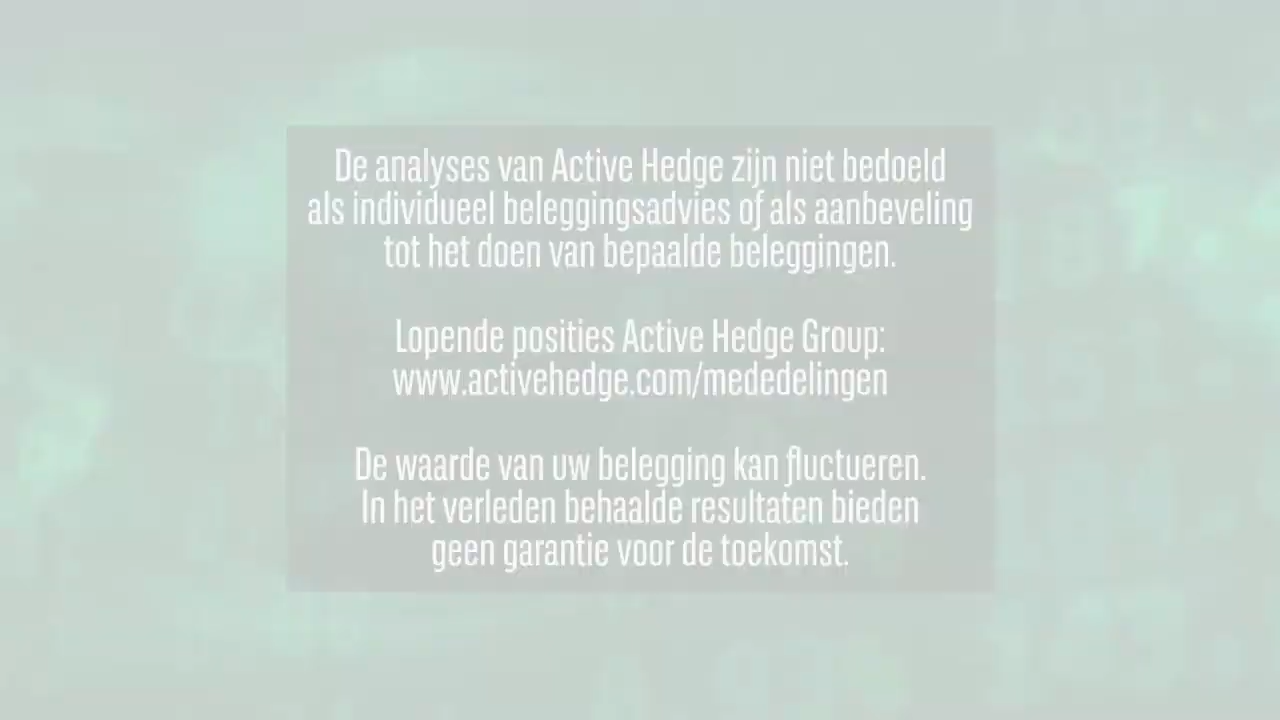 De analyses van Active Hedge zijn niet bedoeld
als individueel beleggingsadvies of als aanbeveling
tot het doen van bepaalde beleggingen.
Lopende posities Active Hedge Group:
www.activehedge.com/mededelingen
De waarde van uw belegging kan fluctueren.
In het verleden behaalde resultaten bieden
geen garantie voor de toekomst.